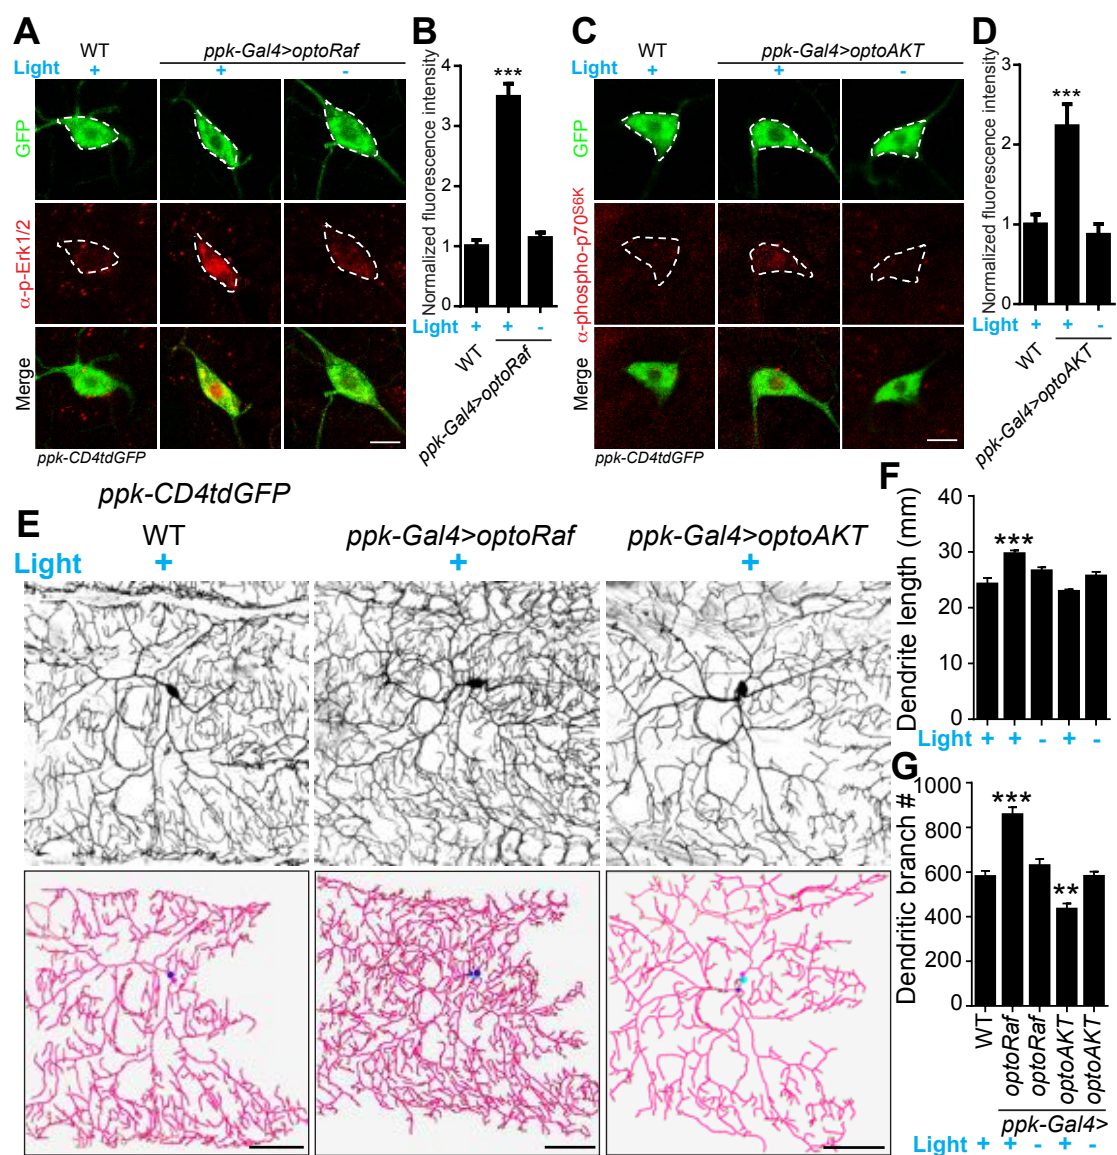 A
WT
ppk-Gal4>optoRaf
Light
+
+
-
GFP
α-p-Erk1/2
Merge
ppk-CD4tdGFP
B
Normalized fluorescence intensity
4
3
2
1
0
***
Light
+
+
-
WT
ppk-Gal4>optoRaf
C
WT
ppk-Gal4>optoAKT
Light
+
+
-
GFP
α-phospho-p70S6K
Merge
ppk-CD4tdGFP
D
Normalized fluorescence intensity
3
2
1
0
***
Light
+
+
-
WT
ppk-Gal4>optoAKT
ppk-CD4tdGFP
E
WT
ppk-Gal4>optoRaf
ppk-Gal4>optoAKT
Light
+
+
+
F
Dendrite length (mm)
40
30
20
10
0
***
Light
+
+
-
+
-
G
Dendritic branch #
1000
800
600
400
200
0
***
**
WT
optoRaf
optoRaf
optoAKT
optoAKT
ppk-Gal4>
Light
+
+
-
+
-